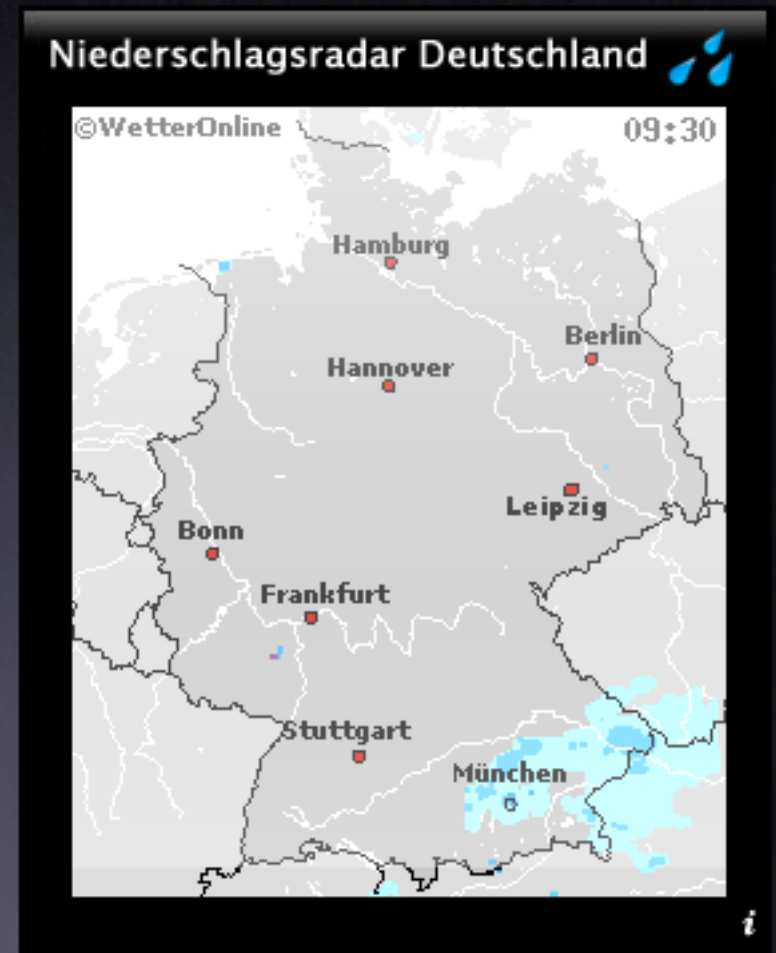 Niederschlagsradar Deutschland
©WetterOnline 09:30
Hamburg
Berlin
Hannover
Leipzig
Bonn
Frankfurt
Stuttgart
München
i